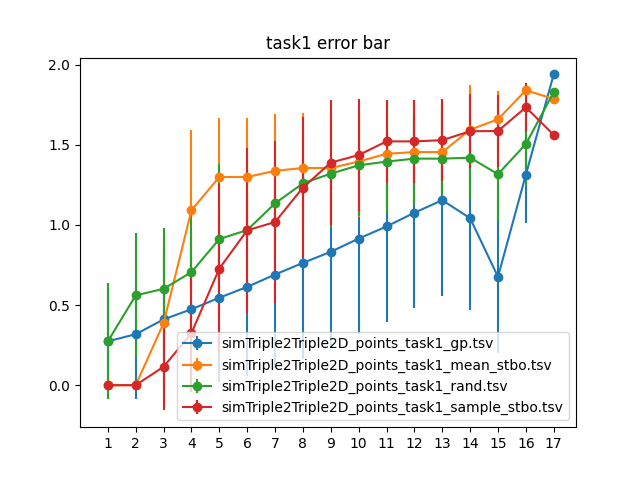 task1 error bar
2.0
1.5
1.0
0.5
0.0
simTriple2Triple2D_points_task1_gp.tsv
simTriple2Triple2D_points_task1_mean_stbo.tsv
simTriple2Triple2D_points_task1_rand.tsv
simTriple2Triple2D_points_task1_sample_stbo.tsv
1 2 3 4 5 6 7 8 9 10 11 12 13 14 15 16 17